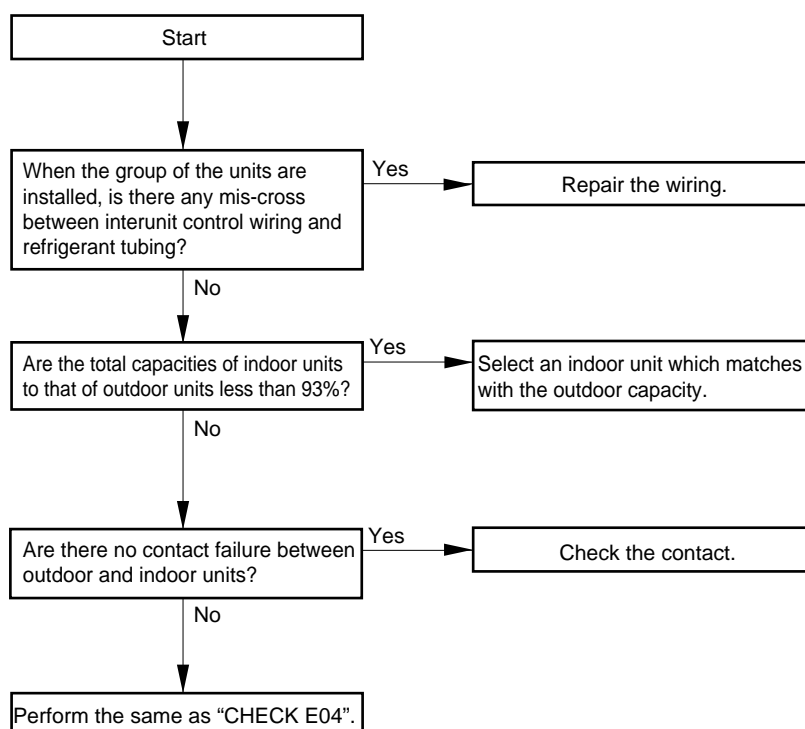 Start
When the group of the units are
installed, is there any mis-cross
between interunit control wiring and
refrigerant tubing?
Yes
Repair the wiring.
No
Are the total capacities of indoor units
to that of outdoor units less than 93%?
Yes
Select an indoor unit which matches
with the outdoor capacity.
No
Are there no contact failure between
outdoor and indoor units?
Yes
Check the contact.
No
Perform the same as “CHECK E04”.